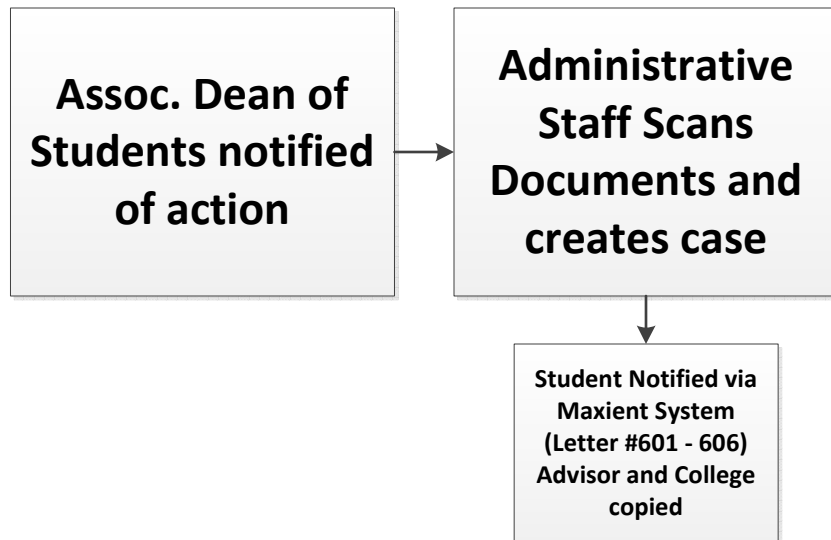 Assoc. Dean of
Students notified
of action
Administrative
Staff Scans
Documents and
creates case
Student Notified via
Maxient System
(Letter #601 - 606)
Advisor and College
copied